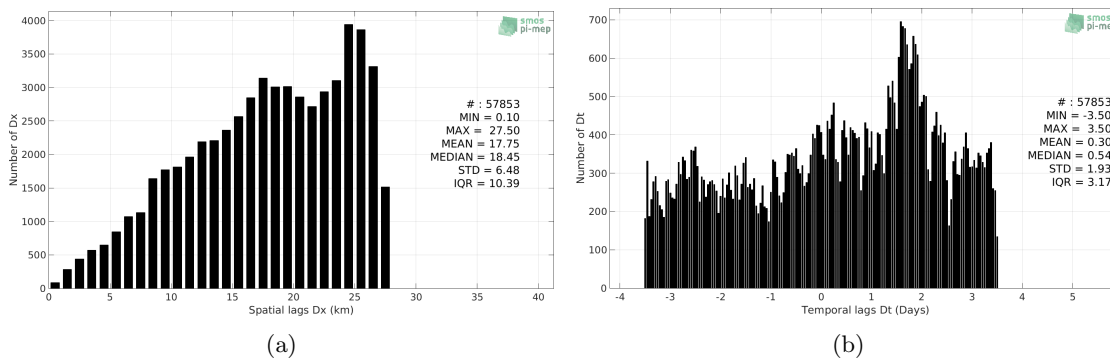 4000
3500
3000
2500
2000
1500
1000
500
0
Number of Dx
smos
pi-mep
# : 57853
MIN = 0.10
MAX = 27.50
MEAN = 17.75
MEDIAN = 18.45
STD = 6.48
IQR = 10.39
0 5 10 15 20 25 30 35 40
Spatial lags Dx (km)
(a)
700
600
500
400
300
200
100
0
Number of Dt
smos
pi-mep
# : 57853
MIN = -3.50
MAX = 3.50
MEAN = 0.30
MEDIAN = 0.54
STD = 1.93
IQR = 3.17
-4 -3 -2 -1 0 1 2 3 4 5
Temporal lags Dt (Days)
(b)